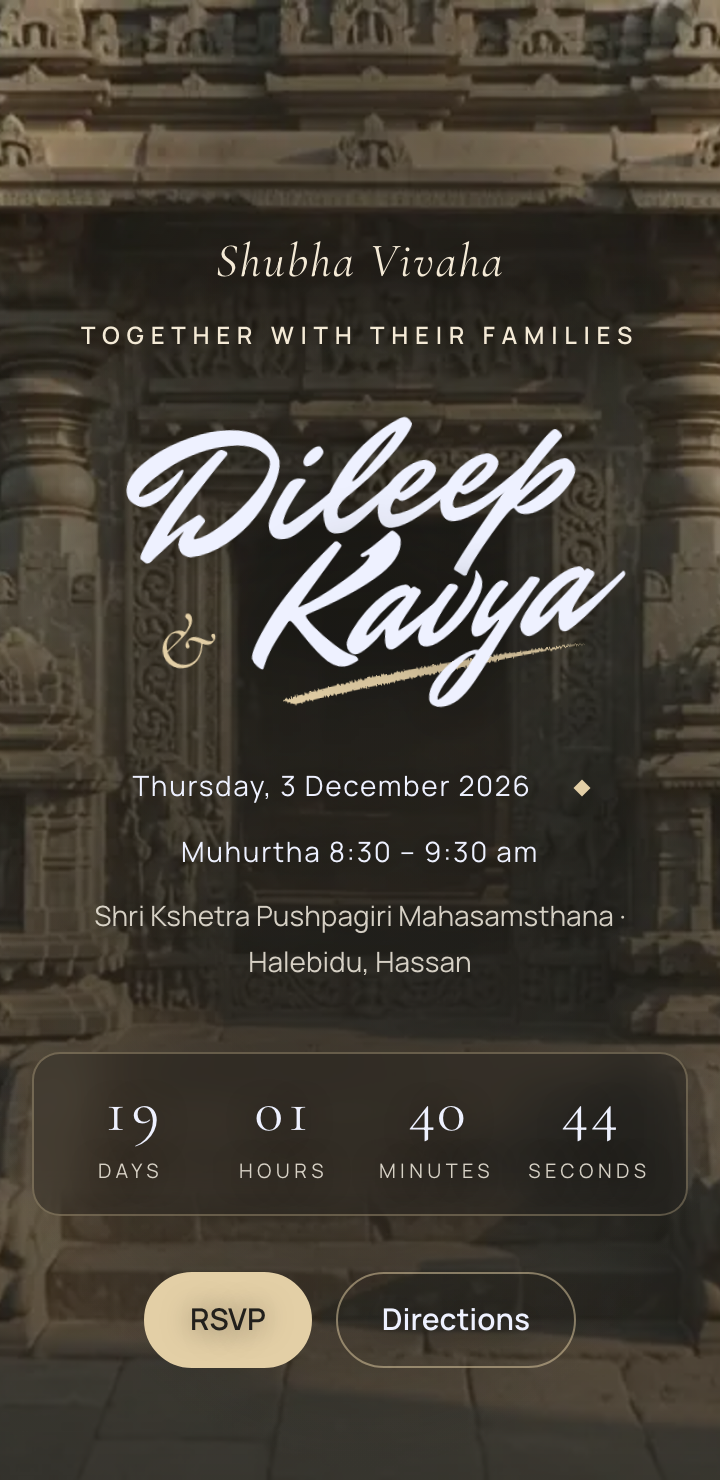 Shubha Vivaha
TOGETHER WITH THEIR FAMILIES
Dileep
& Kavya
Thursday, 3 December 2026 ◆
Muhurtha 8:30 – 9:30 am
Shri Kshetra Pushpagiri Mahasamsthana ·
Halebidu, Hassan
19 01 40 44
DAYS HOURS MINUTES SECONDS
RSVP Directions